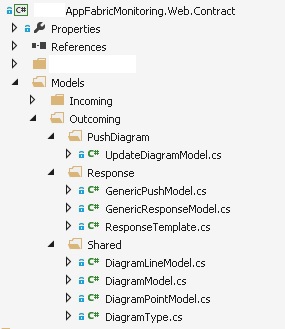 C# AppFabricMonitoring.Web.Contract
Properties
References
Models
Incoming
Outcoming
PushDiagram
C# UpdateDiagramModel.cs
Response
C# GenericPushModel.cs
C# GenericResponseModel.cs
C# ResponseTemplate.cs
Shared
C# DiagramLineModel.cs
C# DiagramModel.cs
C# DiagramPointModel.cs
C# DiagramType.cs